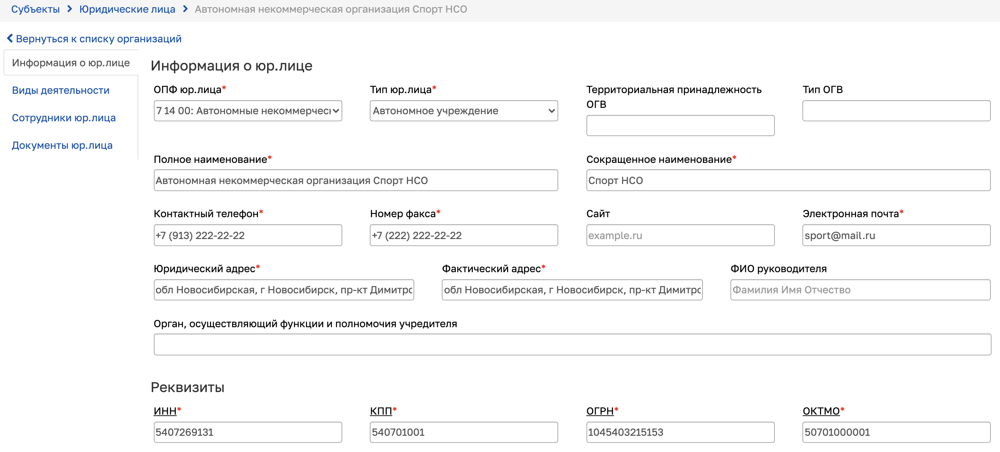 Субъекты > Юридические лица > Автономная некоммерческая организация Спорт НСО
Вернуться к списку организаций
Информация о юр.лице
Виды деятельности
Сотрудники юр.лица
Документы юр.лица
Информация о юр.лице
ОПФ юр.лица* Тип юр.лица* Территориальная принадлежность ОГВ Тип ОГВ
7 14 00: Автономные некоммерчес Автономное учреждение
Полное наименование* Сокращенное наименование*
Автономная некоммерческая организация Спорт НСО Спорт НСО
Контактный телефон* Номер факса* Сайт Электронная почта*
+7 (913) 222-22-22 +7 (222) 222-22-22 example.ru sport@mail.ru
Юридический адрес* Фактический адрес* ФИО руководителя
обл Новосибирская, г Новосибирск, пр-кт Димитрс обл Новосибирская, г Новосибирск, пр-кт Димитрс Фамилия Имя Отчество
Орган, осуществляющий функции и полномочия учредителя
Реквизиты
ИНН* КПП* ОГРН* ОКТМО*
5407269131 540701001 1045403215153 50701000001